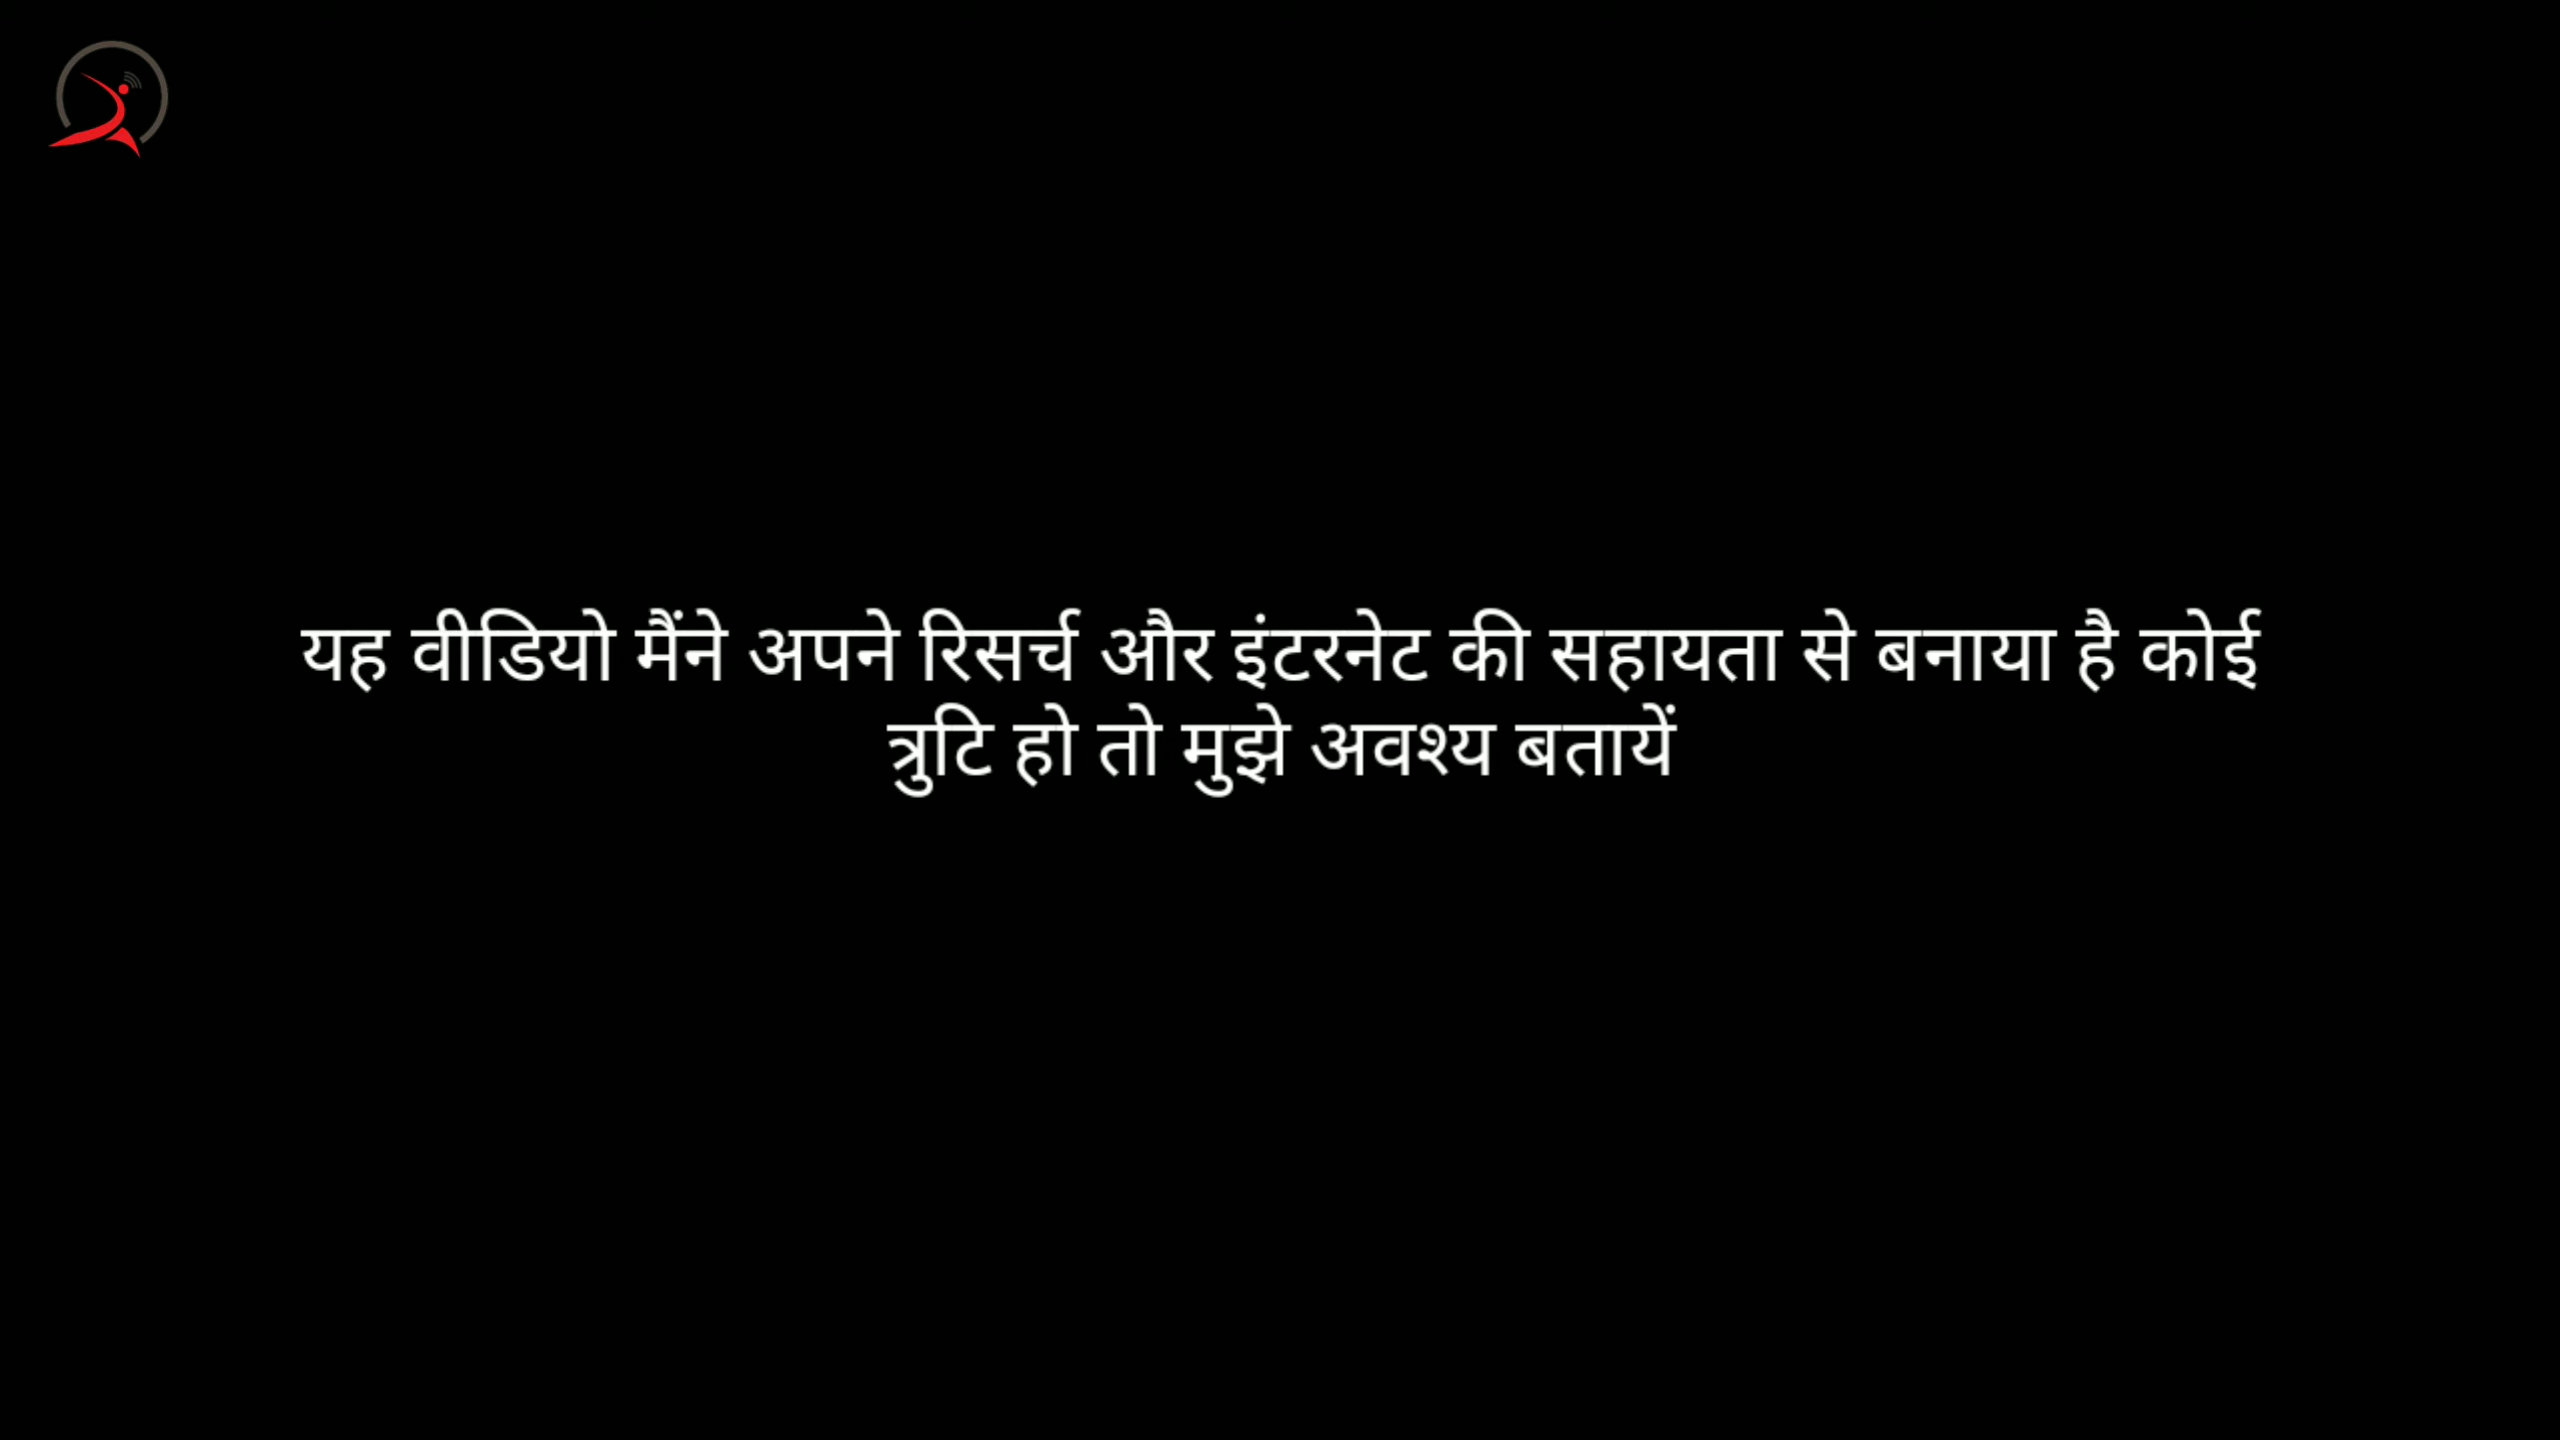 यह वीडियो मैंने अपने रिसर्च और इंटरनेट की सहायता से बनाया है कोई
त्रुटि हो तो मुझे अवश्य बतायें